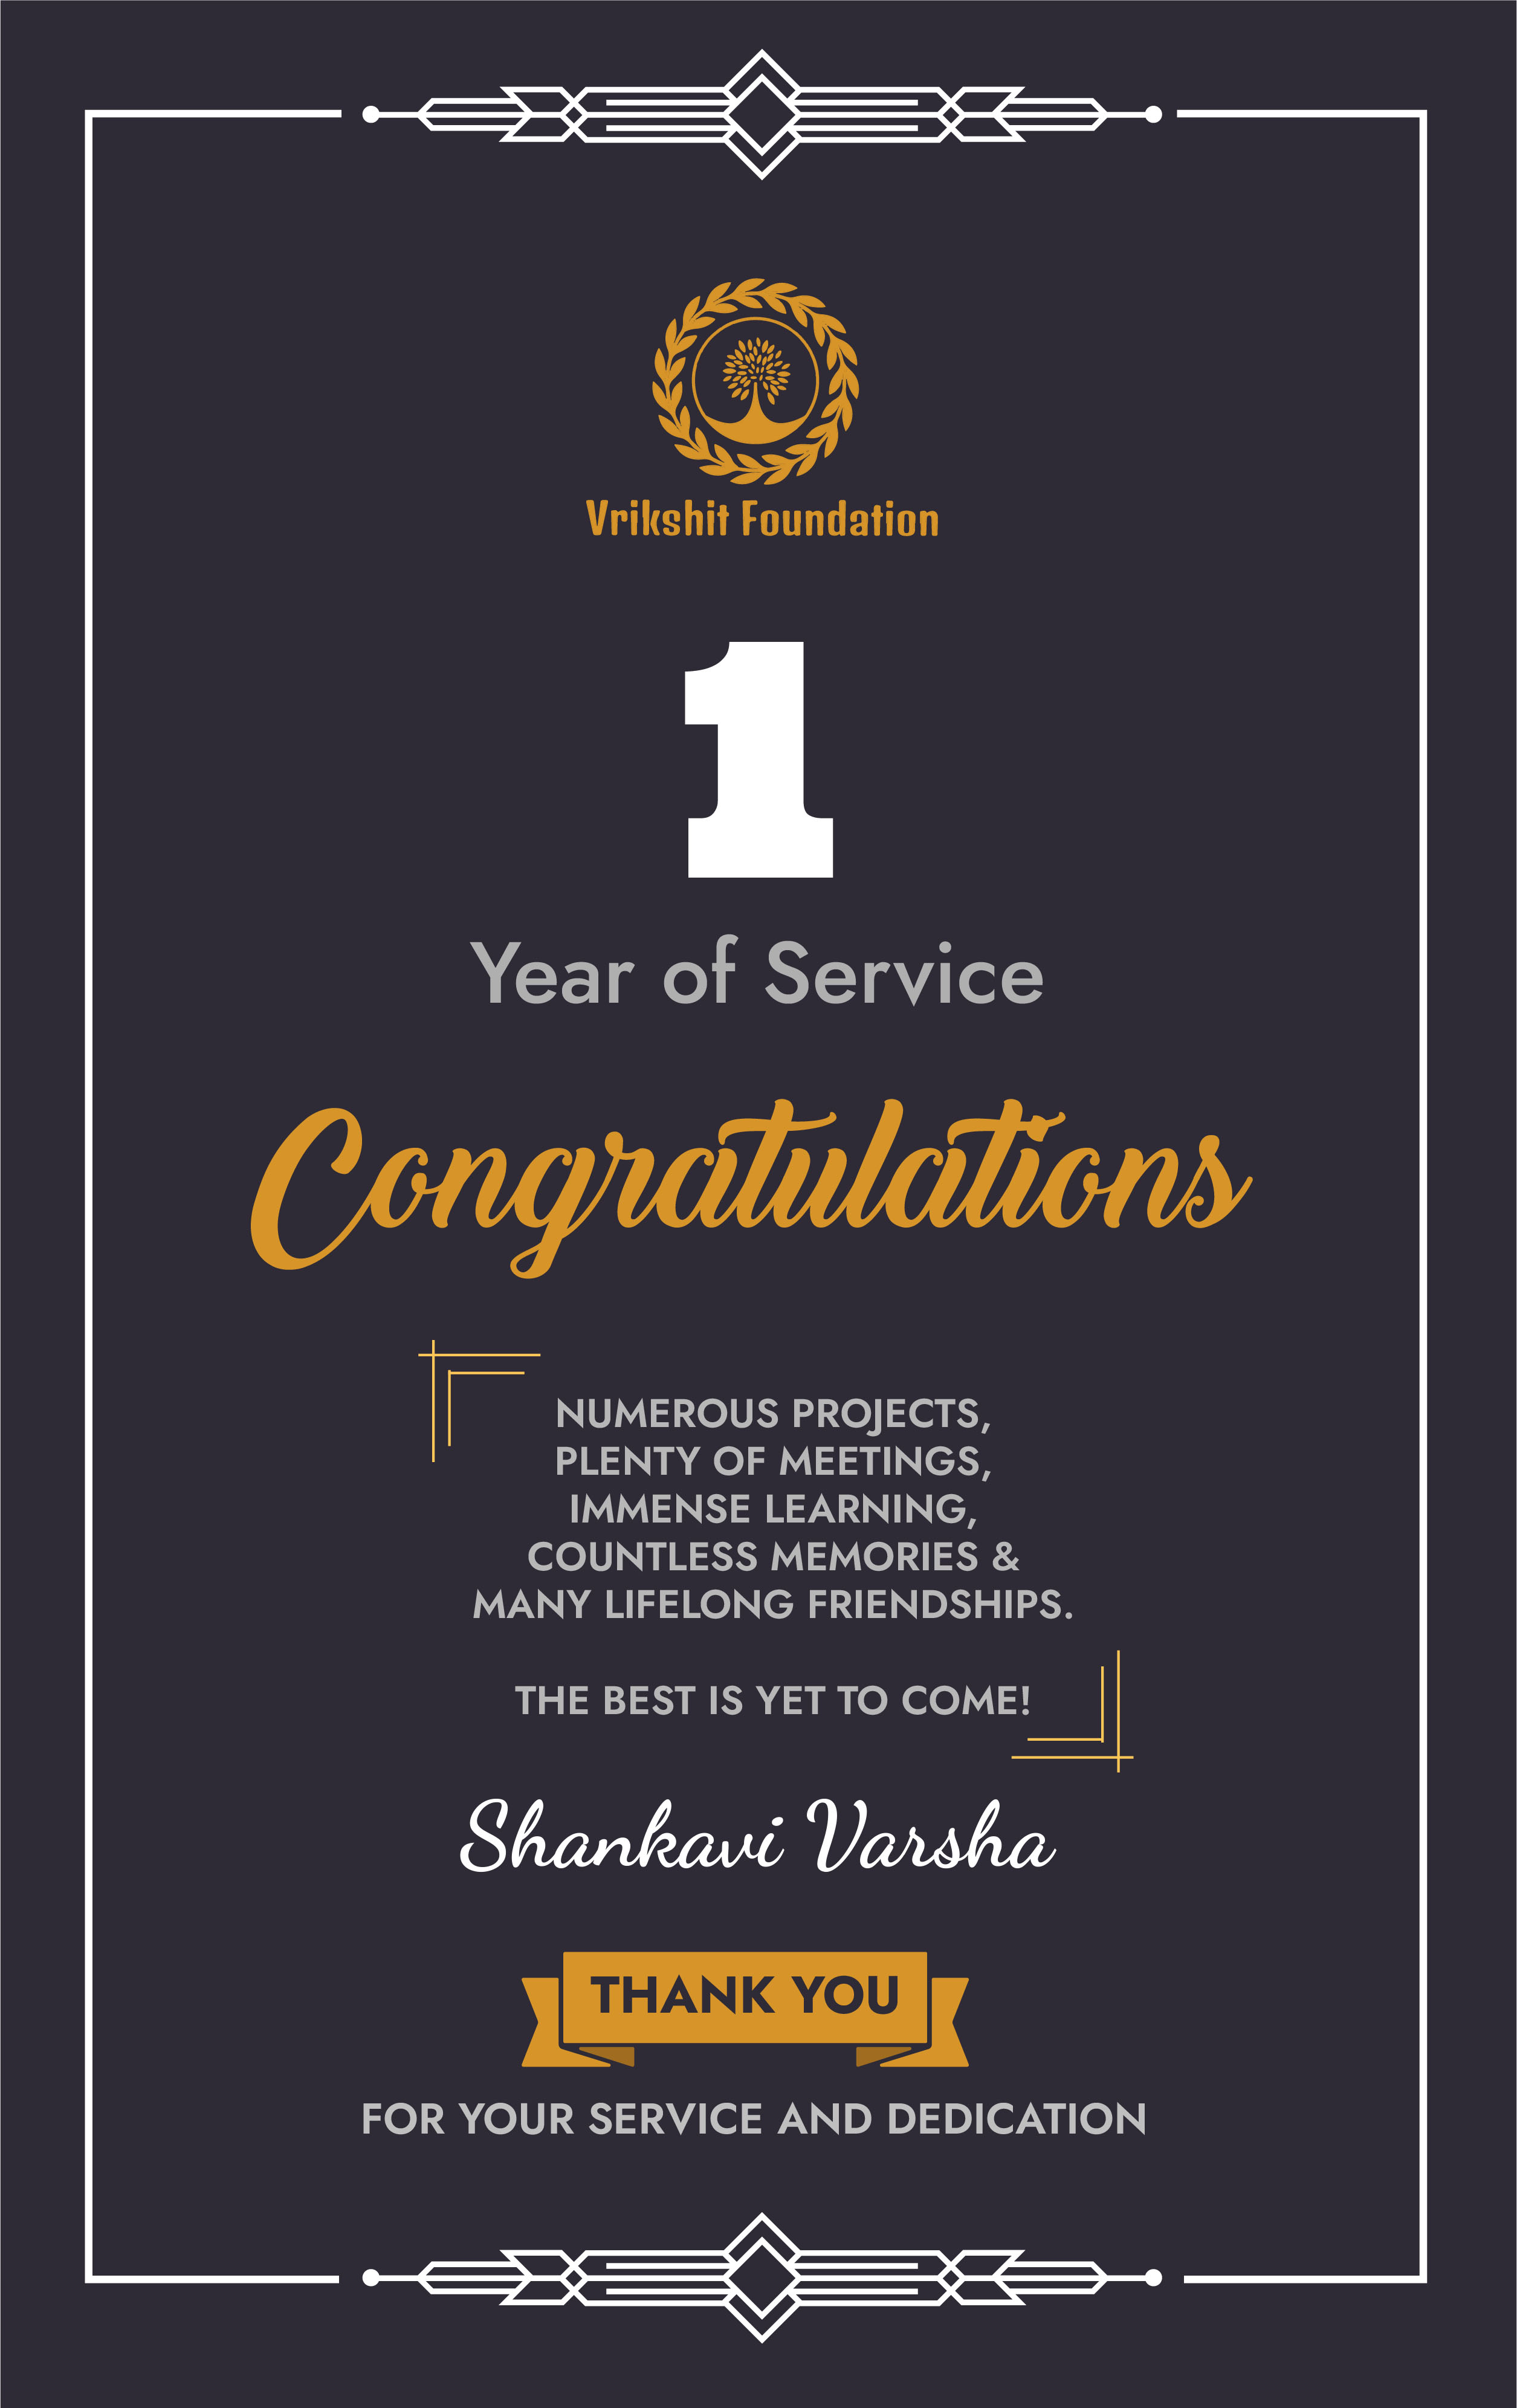 Vrikshit Foundation
1
Year of Service
Congratulations
NUMEROUS PROJECTS,
PLENTY OF MEETINGS,
IMMENSE LEARNING,
COUNTLESS MEMORIES &
MANY LIFELONG FRIENDSHIPS.
THE BEST IS YET TO COME!
Shankavi Varsha
THANK YOU
FOR YOUR SERVICE AND DEDICATION